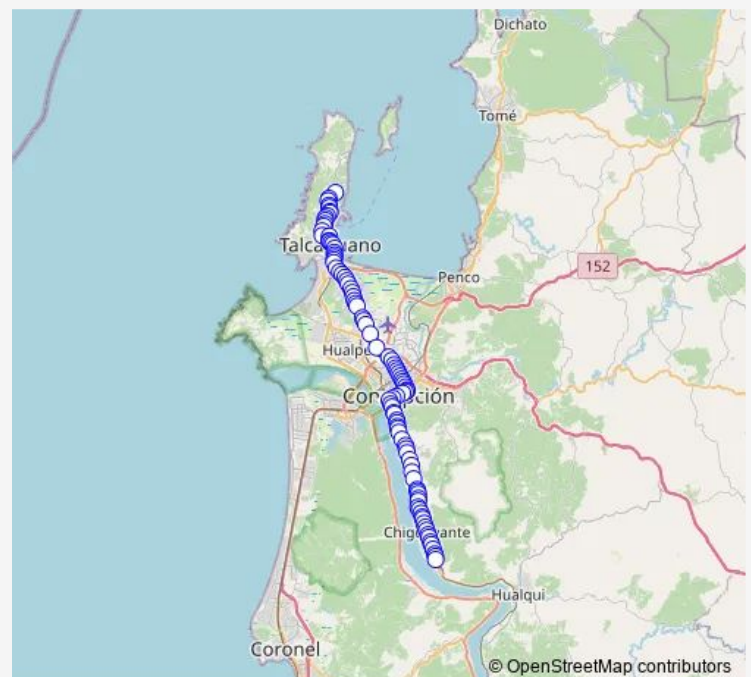 Dichato
Tomé
Talcahuano
152
Penco
Hualpén
Concepción
Chiguayante
Hualqui
Coronel
© OpenStreetMap contributors